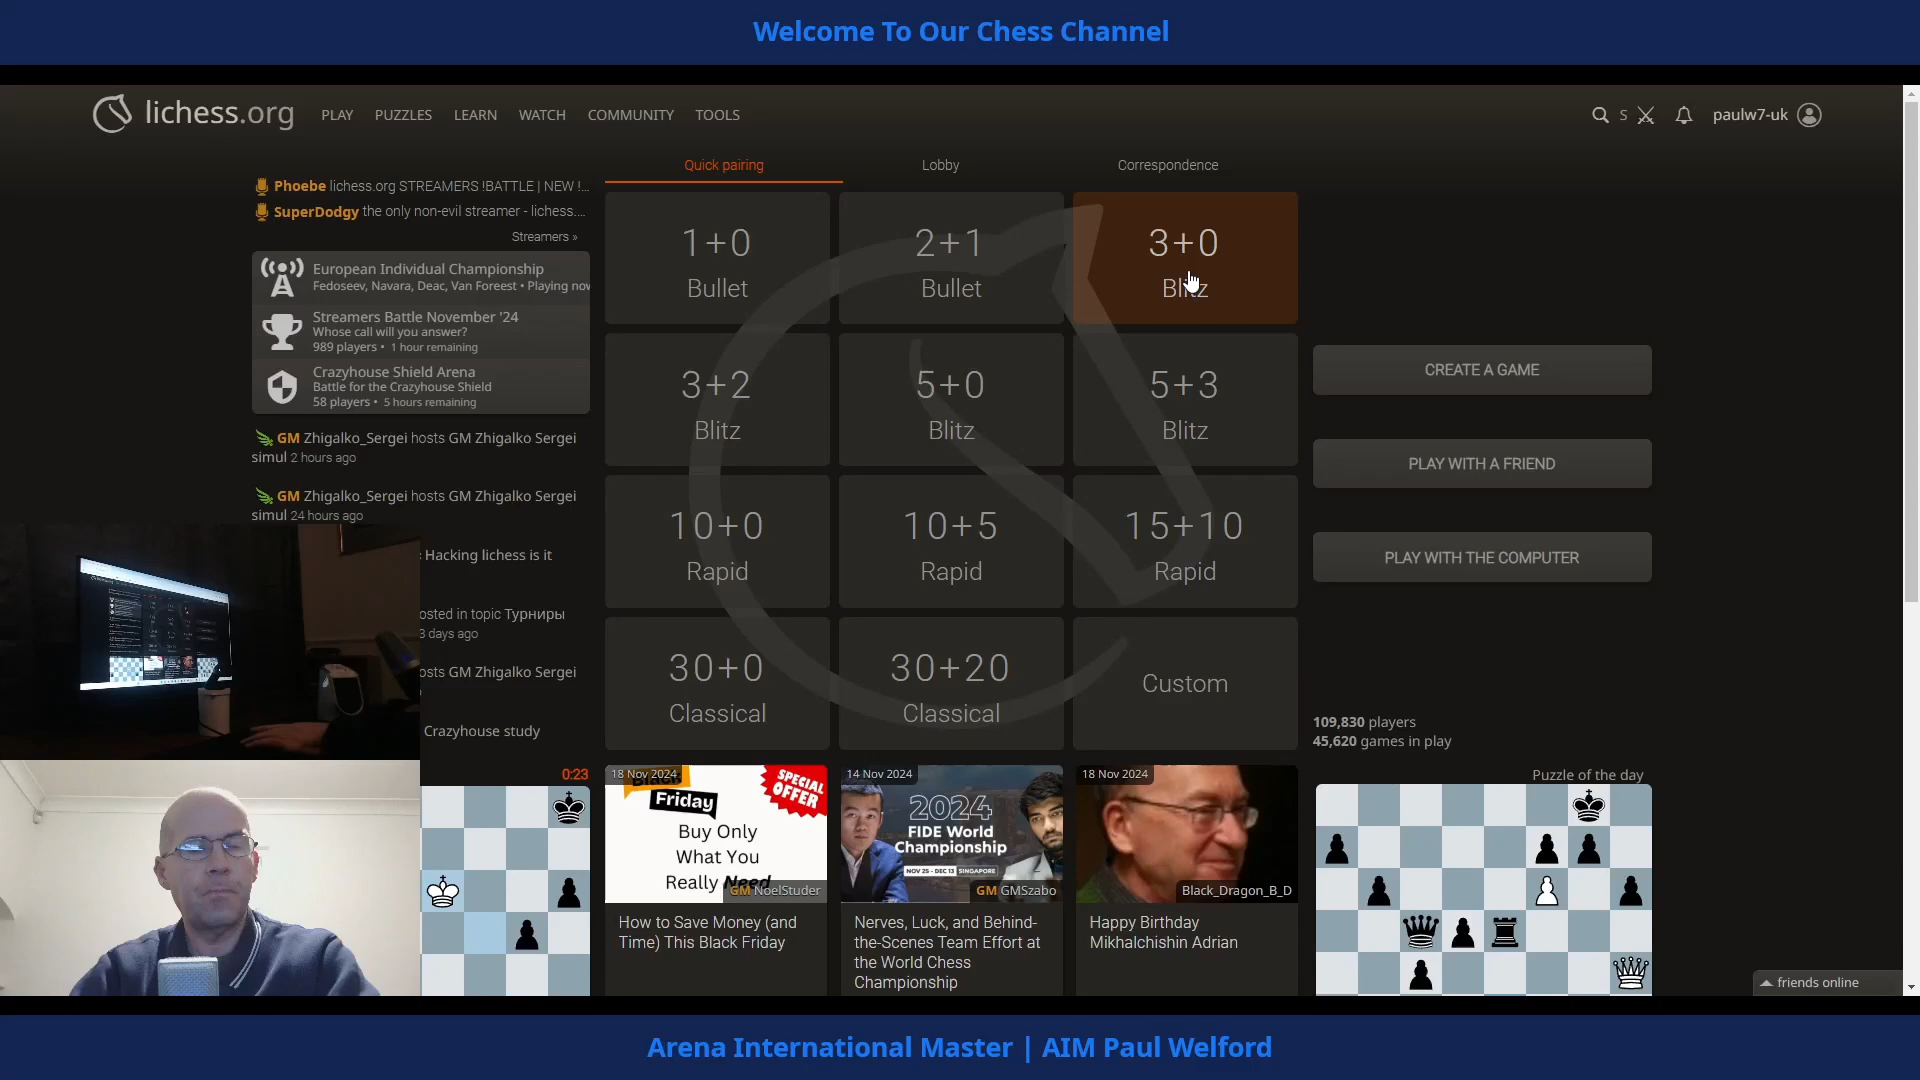 Welcome To Our Chess Channel
lichess.org
PLAY PUZZLES LEARN WATCH COMMUNITY TOOLS
S
paulw7-uk
Quick pairing
Lobby
Correspondence
Phoebe lichess.org STREAMERS !BATTLE | NEW !...
SuperDodgy the only non-evil streamer - lichess....
Streamers »
European Individual Championship
Fedoseev, Navara, Deac, Van Foreest • Playing now
Streamers Battle November '24
Whose call will you answer?
989 players • 1 hour remaining
Crazyhouse Shield Arena
Battle for the Crazyhouse Shield
58 players • 5 hours remaining
GM Zhigalko_Sergei hosts GM Zhigalko Sergei
simul 2 hours ago
GM Zhigalko_Sergei hosts GM Zhigalko Sergei
simul 24 hours ago
Hacking lichess is it
osted in topic Турниры
3 days ago
osts GM Zhigalko Sergei
Crazyhouse study
0:23
1+0
Bullet
2+1
Bullet
3+0
Blitz
3+2
Blitz
5+0
Blitz
5+3
Blitz
10+0
Rapid
10+5
Rapid
15+10
Rapid
30+0
Classical
30+20
Classical
Custom
CREATE A GAME
PLAY WITH A FRIEND
PLAY WITH THE COMPUTER
109,830 players
45,620 games in play
Puzzle of the day
18 Nov 2024
Black
Friday
SPECIAL
OFFER
Buy Only
What You
Really Need
GM NoelStuder
How to Save Money (and
Time) This Black Friday
14 Nov 2024
2024
FIDE World
Championship
NOV 25 - DEC 13 SINGAPORE
GM GMSzabo
Nerves, Luck, and Behind-
the-Scenes Team Effort at
the World Chess
Championship
18 Nov 2024
Black_Dragon_B_D
Happy Birthday
Mikhalchishin Adrian
friends online
Arena International Master | AIM Paul Welford